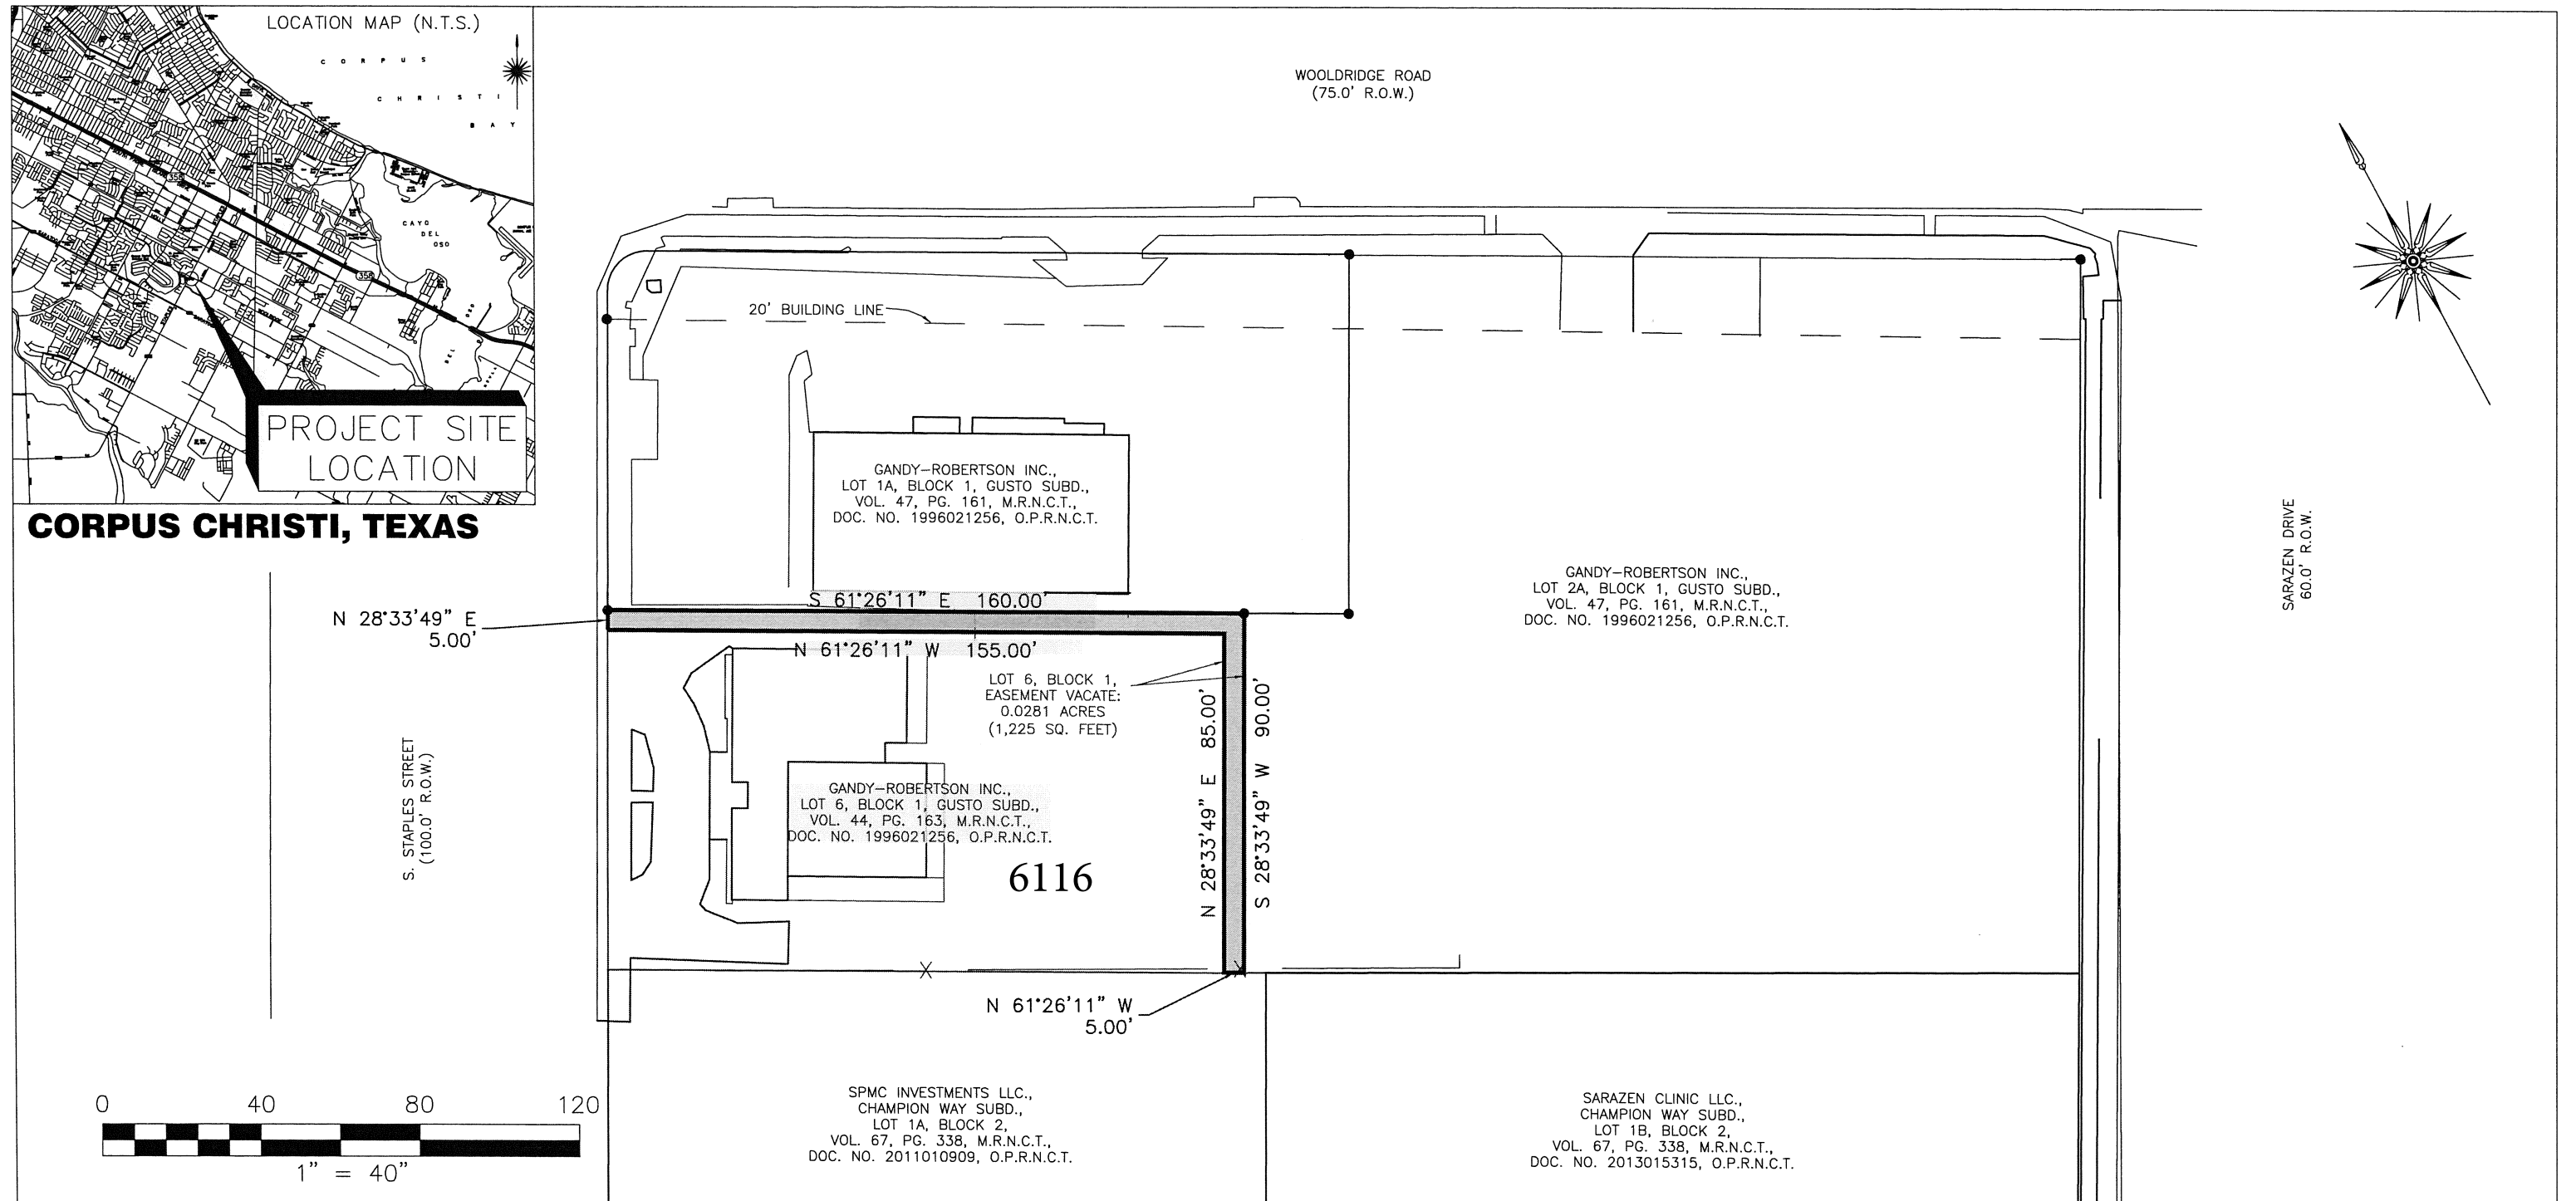 LOCATION MAP (N.T.S.)
CORPUS
CHRISTI
BAY
CAYO
DEL
OSO
358
358
PROJECT SITE
LOCATION
CORPUS CHRISTI, TEXAS
WOOLDRIDGE ROAD
(75.0' R.O.W.)
20' BUILDING LINE
GANDY-ROBERTSON INC.,
LOT 1A, BLOCK 1, GUSTO SUBD.,
VOL. 47, PG. 161, M.R.N.C.T.,
DOC. NO. 1996021256, O.P.R.N.C.T.
GANDY-ROBERTSON INC.,
LOT 2A, BLOCK 1, GUSTO SUBD.,
VOL. 47, PG. 161, M.R.N.C.T.,
DOC. NO. 1996021256, O.P.R.N.C.T.
SARAZEN DRIVE
60.0' R.O.W.
S 61°26'11" E 160.00'
N 28°33'49" E
5.00'
N 61°26'11" W 155.00'
LOT 6, BLOCK 1,
EASEMENT VACATE:
0.0281 ACRES
(1,225 SQ. FEET)
N 28°33'49" E 85.00'
S 28°33'49" W 90.00'
S. STAPLES STREET
(100.0' R.O.W.)
GANDY-ROBERTSON INC.,
LOT 6, BLOCK 1, GUSTO SUBD.,
VOL. 44, PG. 163, M.R.N.C.T.,
DOC. NO. 1996021256, O.P.R.N.C.T.
6116
N 61°26'11" W
5.00'
0 40 80 120
1" = 40"
SPMC INVESTMENTS LLC.,
CHAMPION WAY SUBD.,
LOT 1A, BLOCK 2,
VOL. 67, PG. 338, M.R.N.C.T.,
DOC. NO. 2011010909, O.P.R.N.C.T.
SARAZEN CLINIC LLC.,
CHAMPION WAY SUBD.,
LOT 1B, BLOCK 2,
VOL. 67, PG. 338, M.R.N.C.T.,
DOC. NO. 2013015315, O.P.R.N.C.T.